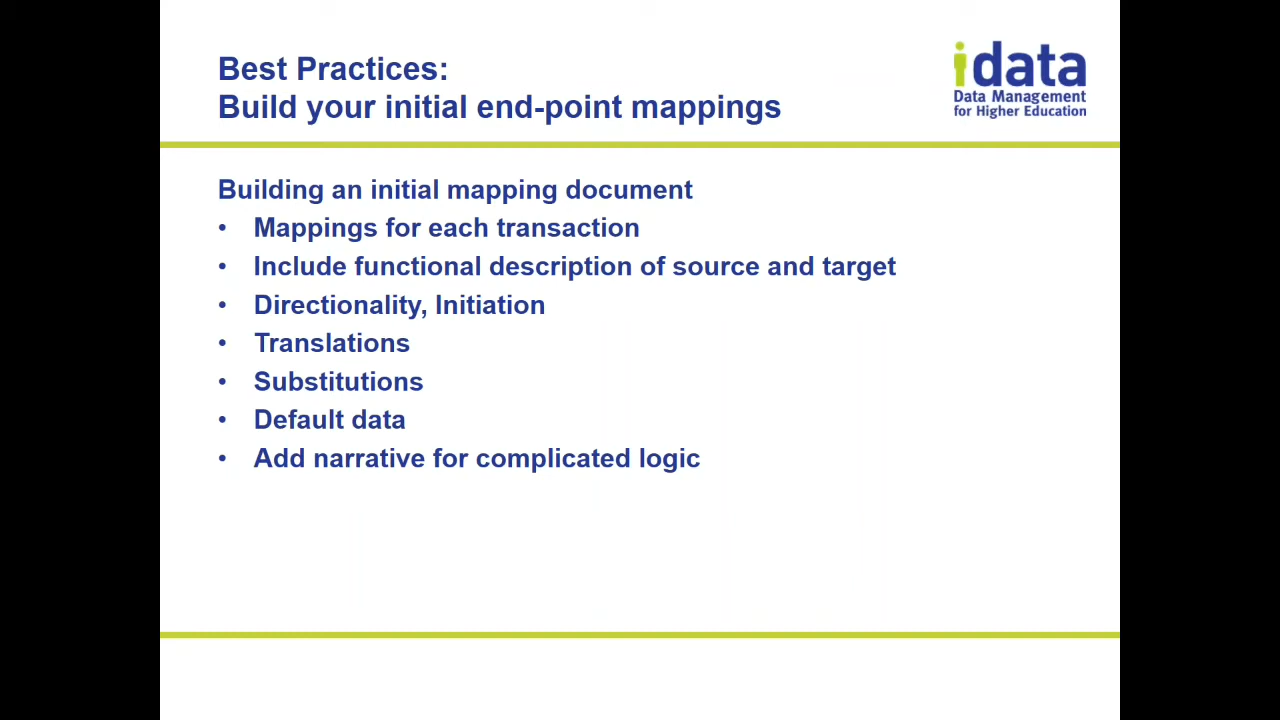 Best Practices:
Build your initial end-point mappings
idata
Data Management
for Higher Education
Building an initial mapping document
• Mappings for each transaction
• Include functional description of source and target
• Directionality, Initiation
• Translations
• Substitutions
• Default data
• Add narrative for complicated logic